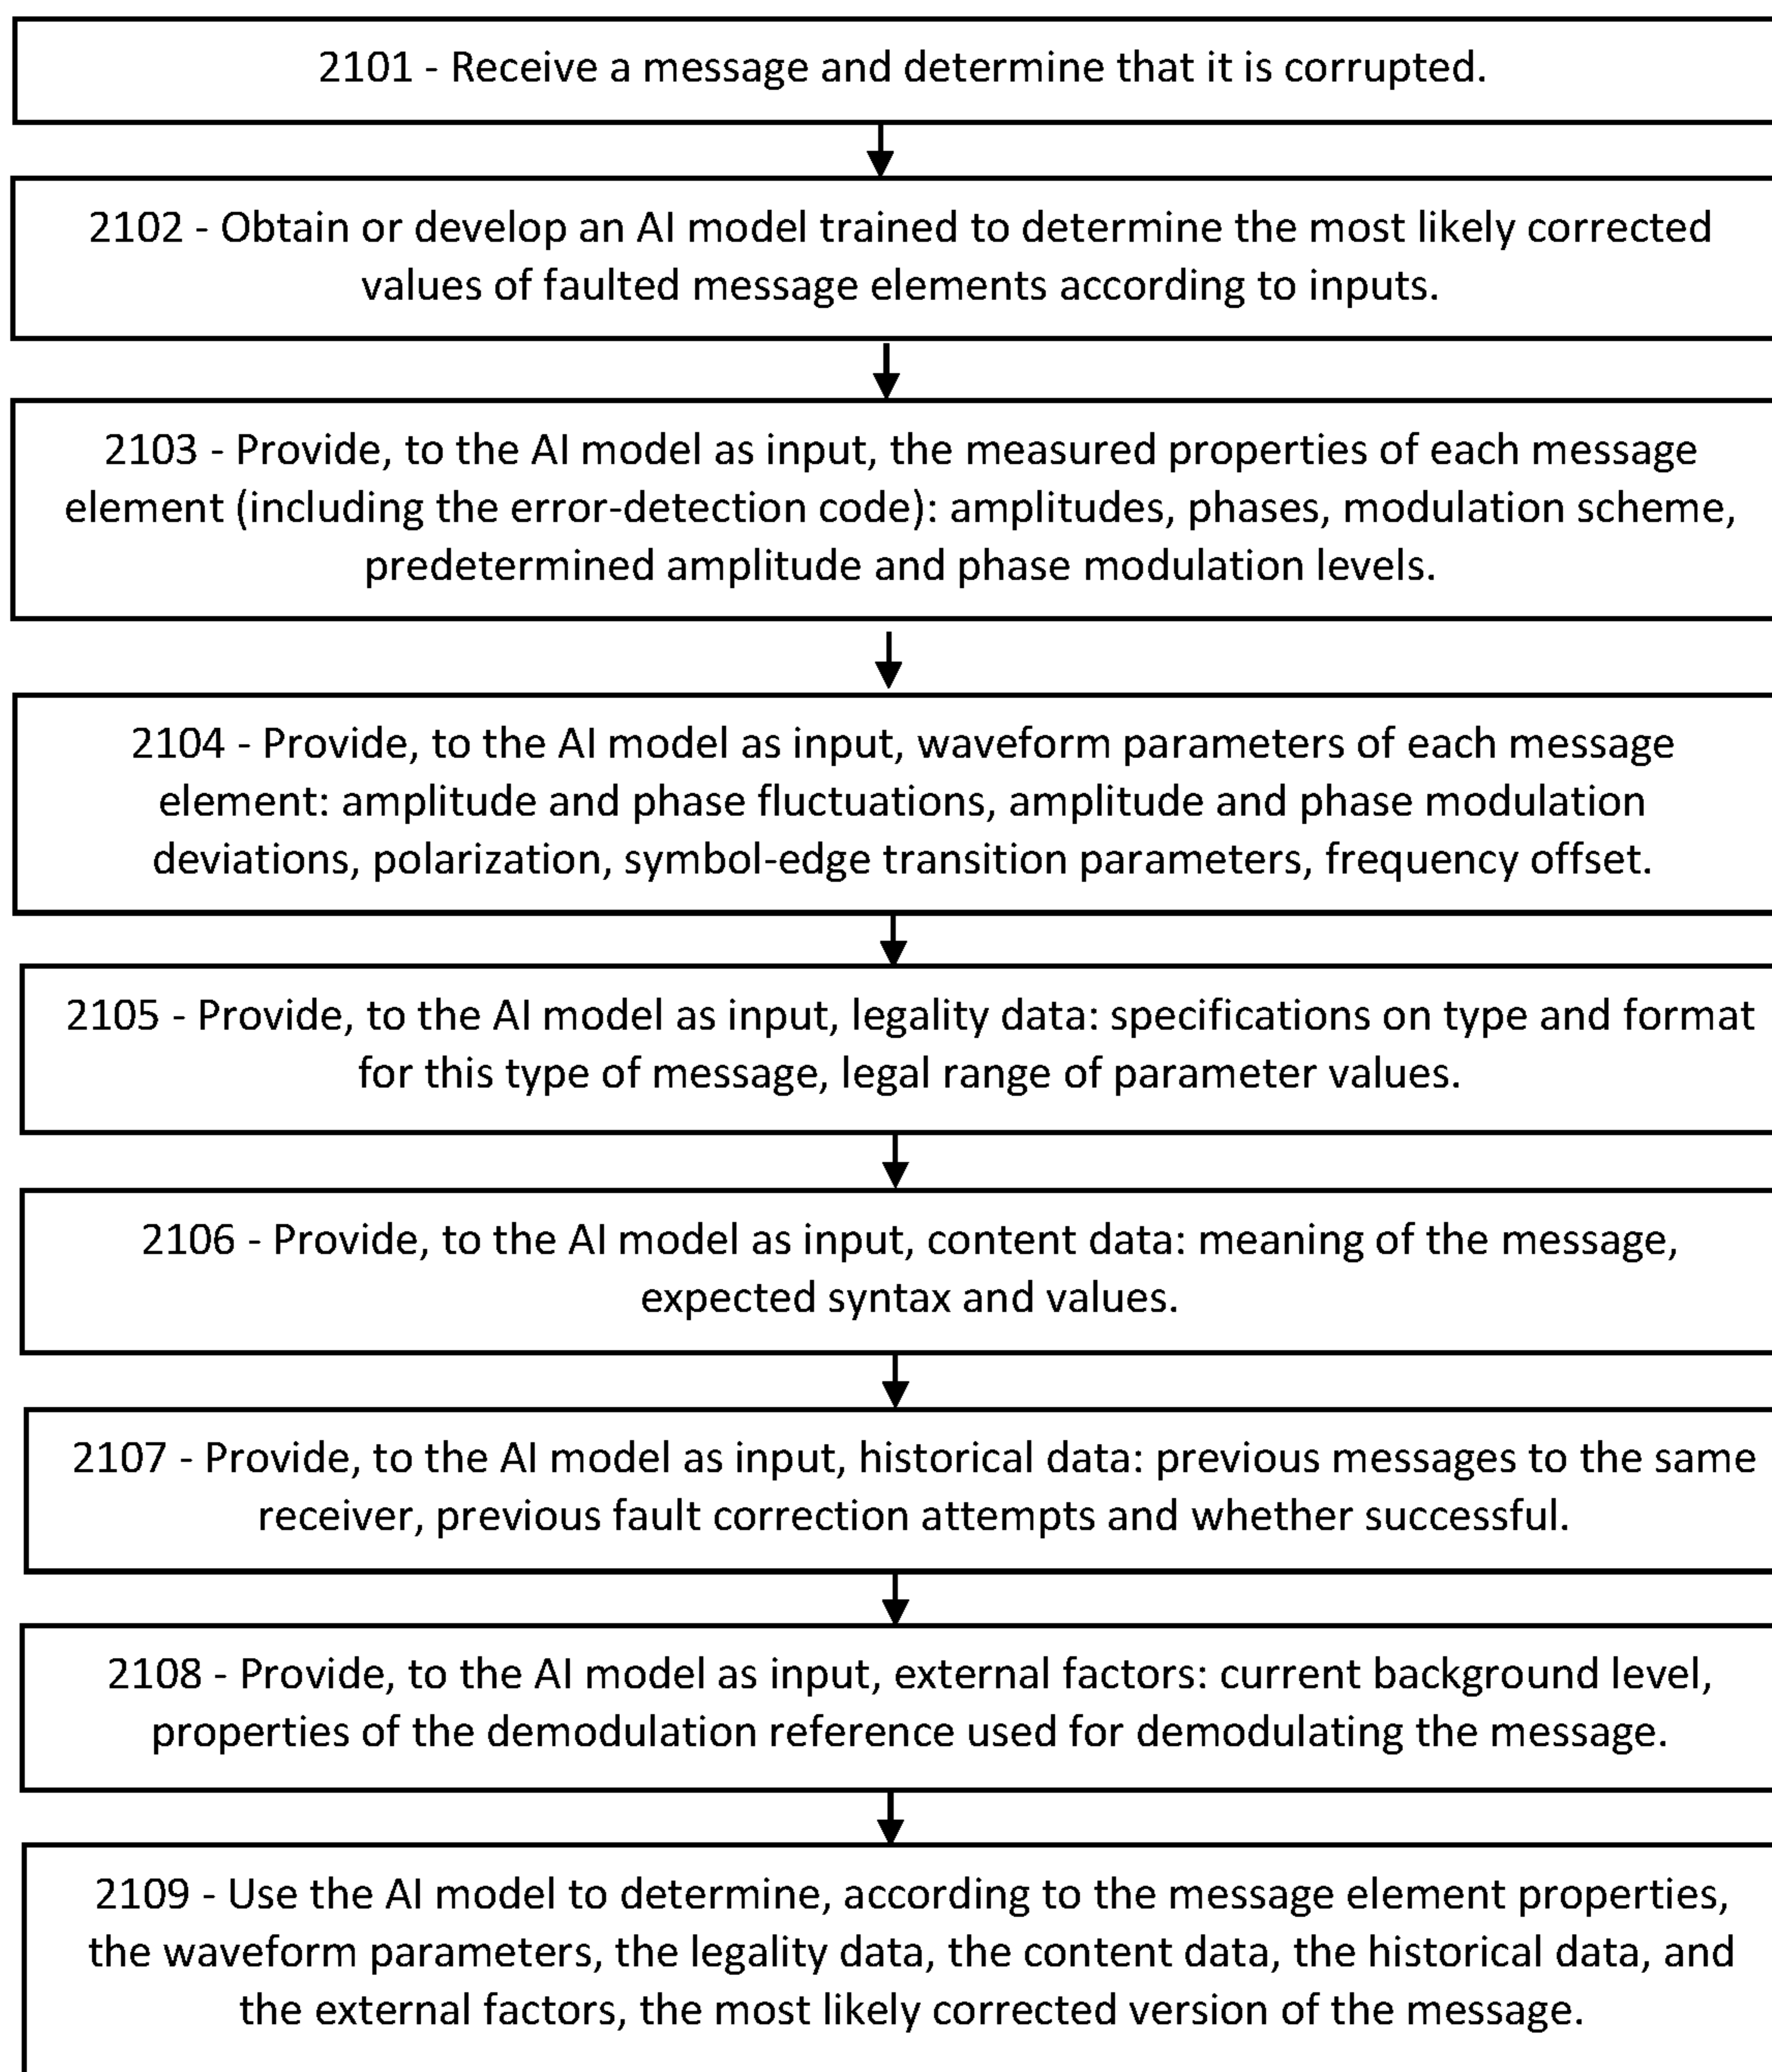 2101 - Receive a message and determine that it is corrupted.
2102 - Obtain or develop an AI model trained to determine the most likely corrected
values of faulted message elements according to inputs.
2103 - Provide, to the AI model as input, the measured properties of each message
element (including the error-detection code): amplitudes, phases, modulation scheme,
predetermined amplitude and phase modulation levels.
2104 - Provide, to the AI model as input, waveform parameters of each message
element: amplitude and phase fluctuations, amplitude and phase modulation
deviations, polarization, symbol-edge transition parameters, frequency offset.
2105 - Provide, to the AI model as input, legality data: specifications on type and format
for this type of message, legal range of parameter values.
2106 - Provide, to the AI model as input, content data: meaning of the message,
expected syntax and values.
2107 - Provide, to the AI model as input, historical data: previous messages to the same
receiver, previous fault correction attempts and whether successful.
2108 - Provide, to the AI model as input, external factors: current background level,
properties of the demodulation reference used for demodulating the message.
2109 - Use the AI model to determine, according to the message element properties,
the waveform parameters, the legality data, the content data, the historical data, and
the external factors, the most likely corrected version of the message.